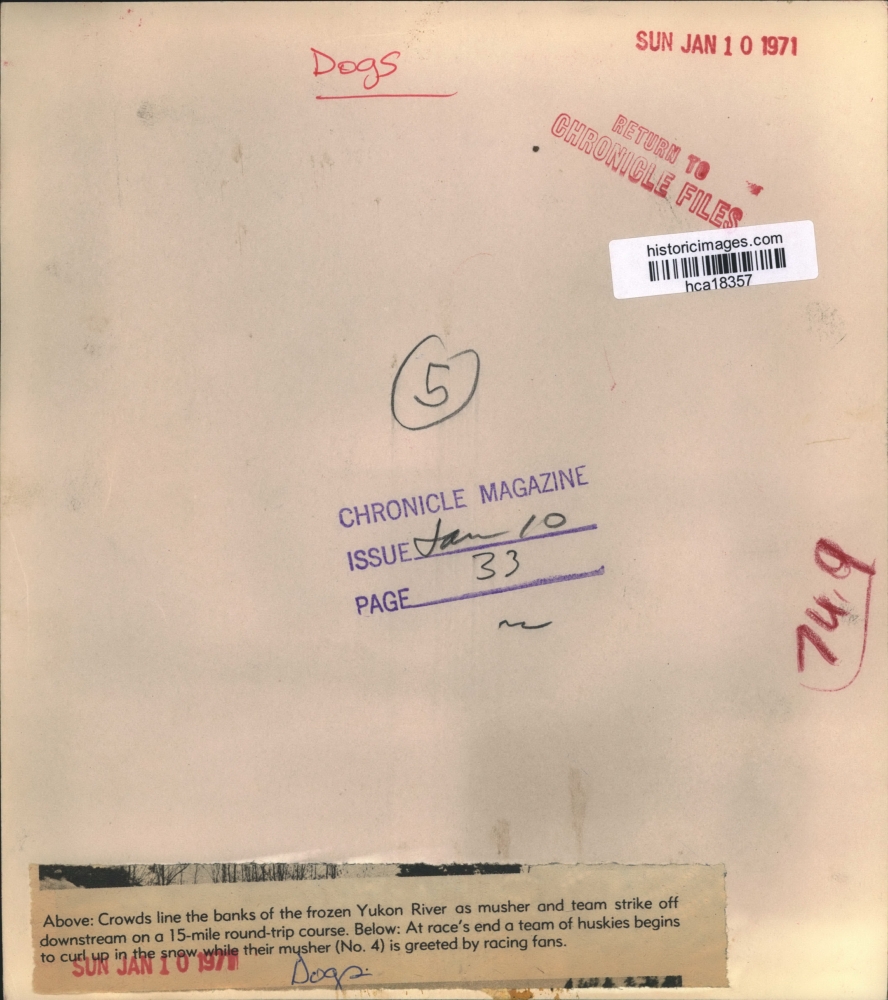 SUN JAN 10 1971
Dogs
RETURN TO
CHRONICLE FILES
historicimages.com
hca18357
5
CHRONICLE MAGAZINE
ISSUE Jan 10
PAGE 33
Above: Crowds line the banks of the frozen Yukon River as musher and team strike off
downstream on a 15-mile round-trip course. Below: At race's end a team of huskies begins
to curl up in the snow while their musher (No. 4) is greeted by racing fans.
SUN JAN 10 1971
Dogs